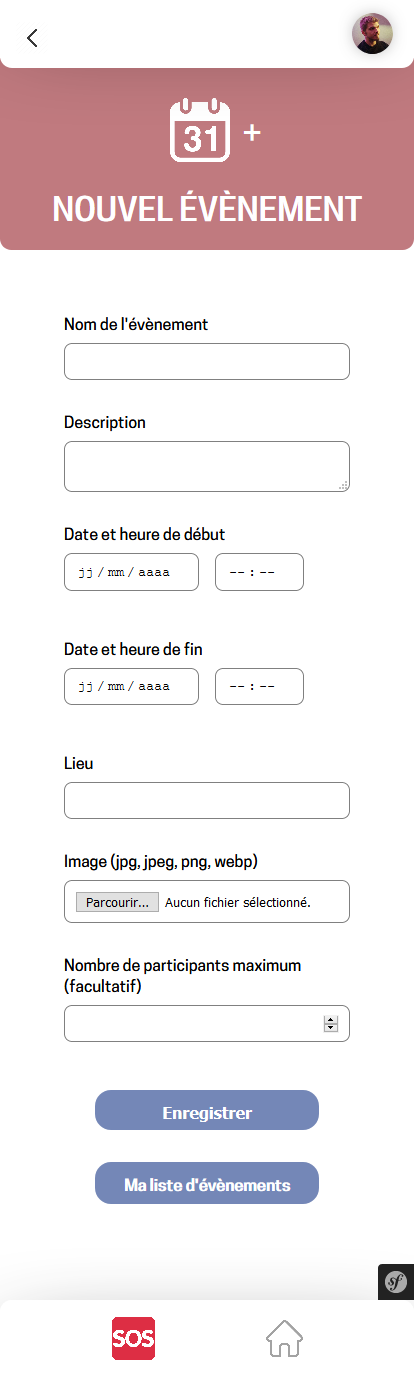 31 +
NOUVEL ÉVÈNEMENT
Nom de l'évènement
Description
Date et heure de début
jj / mm / aaaa -- : --
Date et heure de fin
jj / mm / aaaa -- : --
Lieu
Image (jpg, jpeg, png, webp)
Parcourir... Aucun fichier sélectionné.
Nombre de participants maximum
(facultatif)
Enregistrer
Ma liste d'évènements
sf
SOS